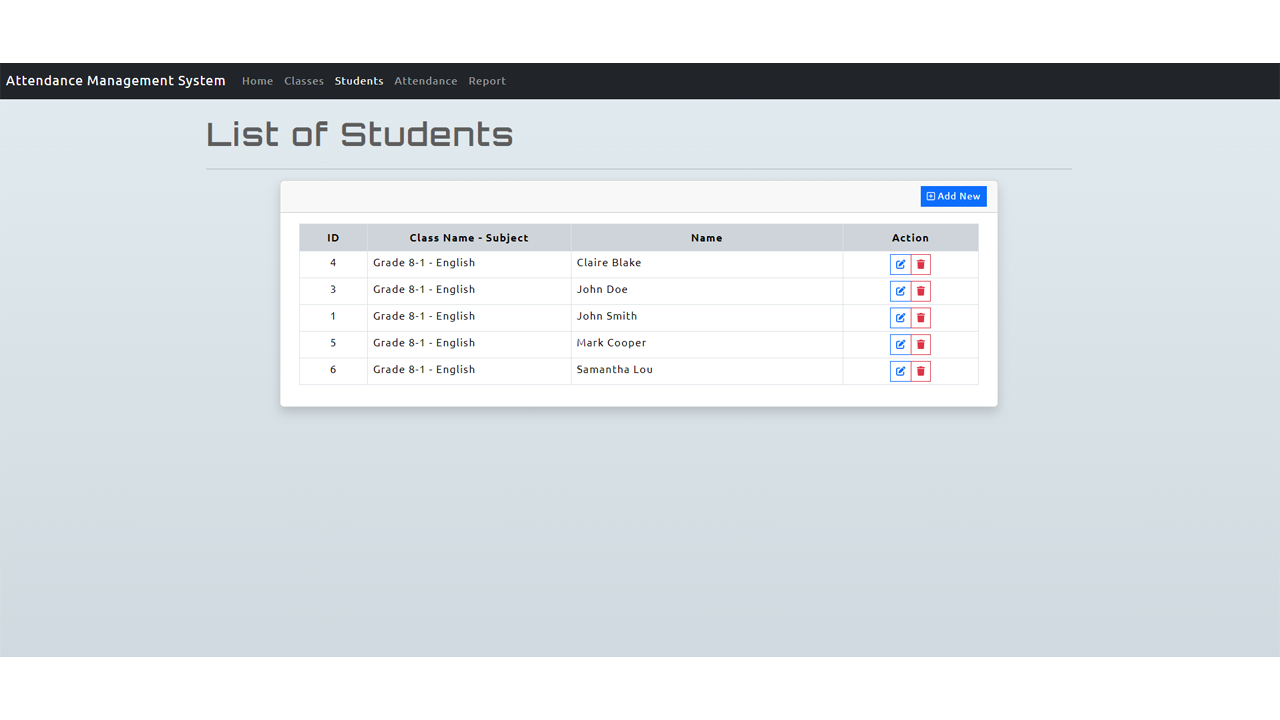 Attendance Management System Home Classes Students Attendance Report
List of Students
Add New
ID Class Name - Subject Name Action
4 Grade 8-1 - English Claire Blake
3 Grade 8-1 - English John Doe
1 Grade 8-1 - English John Smith
5 Grade 8-1 - English Mark Cooper
6 Grade 8-1 - English Samantha Lou